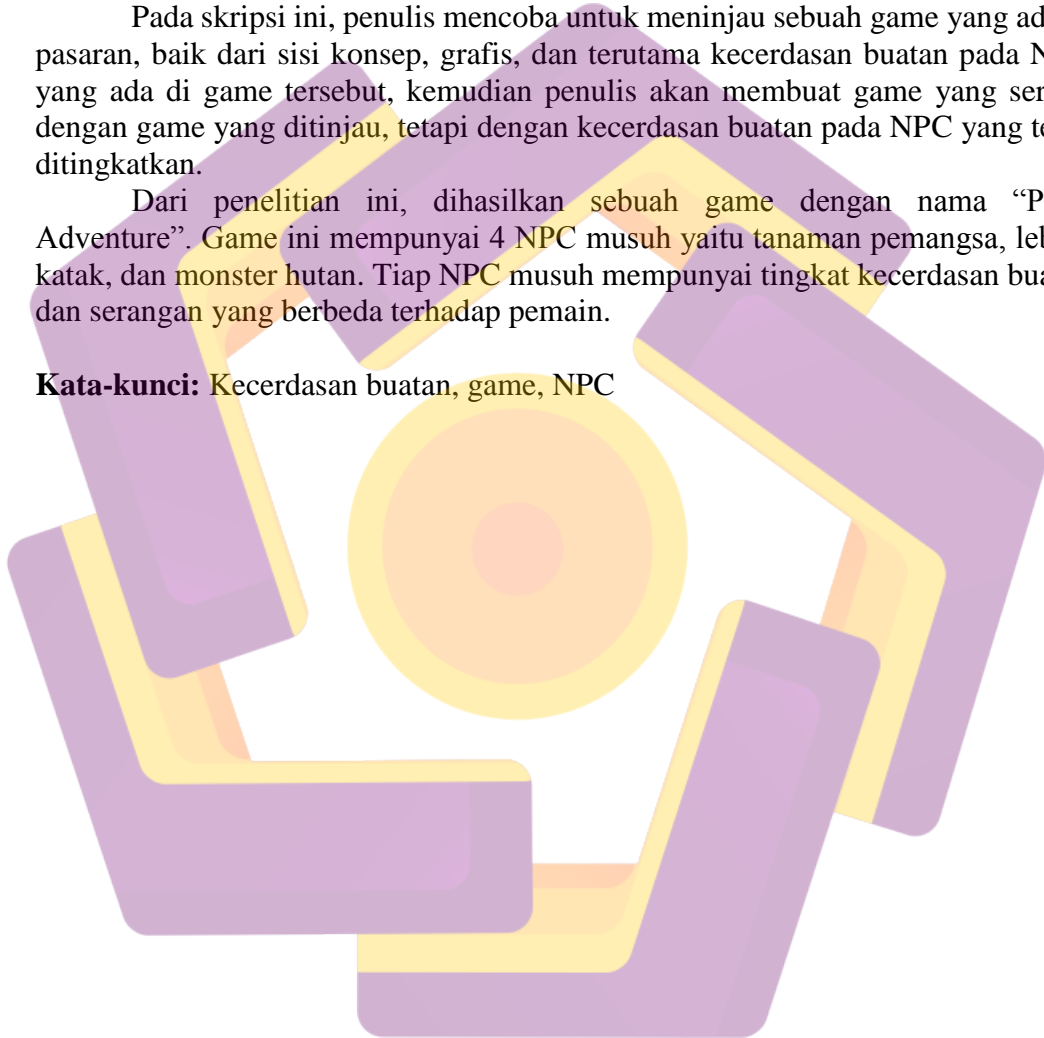 Pada skripsi ini, penulis mencoba untuk meninjau sebuah game yang ad
pasaran, baik dari sisi konsep, grafis, dan terutama kecerdasan buatan pada N
yang ada di game tersebut, kemudian penulis akan membuat game yang ser
dengan game yang ditinjau, tetapi dengan kecerdasan buatan pada NPC yang te
ditingkatkan.
Dari penelitian ini, dihasilkan sebuah game dengan nama “P
Adventure”. Game ini mempunyai 4 NPC musuh yaitu tanaman pemangsa, leb
katak, dan monster hutan. Tiap NPC musuh mempunyai tingkat kecerdasan bua
dan serangan yang berbeda terhadap pemain.
Kata-kunci: Kecerdasan buatan, game, NPC